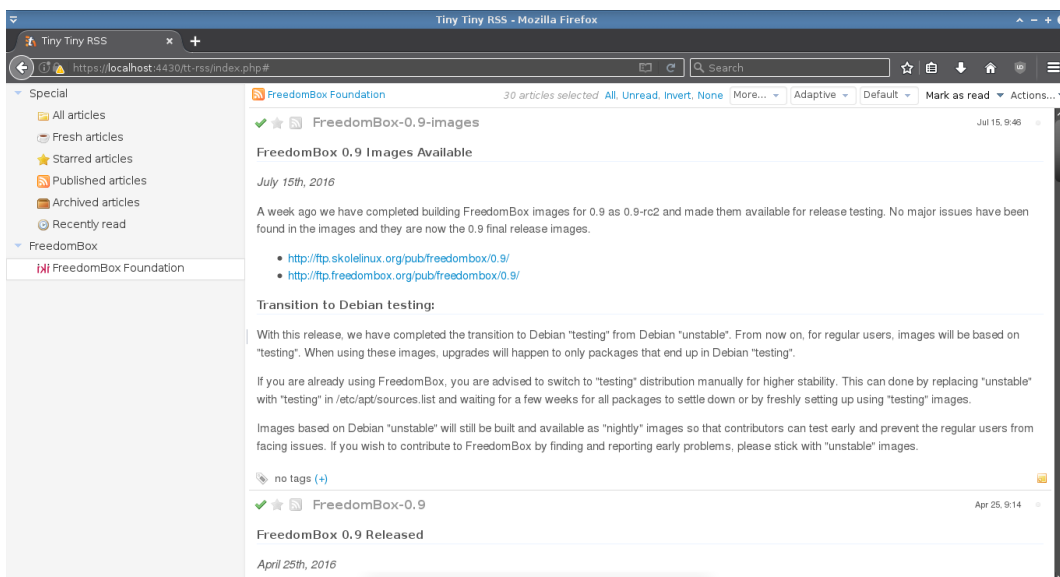 Tiny Tiny RSS - Mozilla Firefox
Tiny Tiny RSS
https://localhost:4430/tt-rss/index.php#
Search
Special
All articles
Fresh articles
Starred articles
Published articles
Archived articles
Recently read
FreedomBox
FreedomBox Foundation
FreedomBox Foundation
30 articles selected All, Unread, Invert, None More... Adaptive Default Mark as read Actions...
FreedomBox-0.9-images Jul 15, 9:46
FreedomBox 0.9 Images Available
July 15th, 2016
A week ago we have completed building FreedomBox images for 0.9 as 0.9-rc2 and made them available for release testing. No major issues have been
found in the images and they are now the 0.9 final release images.
http://ftp.skolelinux.org/pub/freedombox/0.9/
http://ftp.freedombox.org/pub/freedombox/0.9/
Transition to Debian testing:
With this release, we have completed the transition to Debian "testing" from Debian "unstable". From now on, for regular users, images will be based on
"testing". When using these images, upgrades will happen to only packages that end up in Debian "testing".
If you are already using FreedomBox, you are advised to switch to "testing" distribution manually for higher stability. This can done by replacing "unstable"
with "testing" in /etc/apt/sources.list and waiting for a few weeks for all packages to settle down or by freshly setting up using "testing" images.
Images based on Debian "unstable" will still be built and available as "nightly" images so that contributors can test early and prevent the regular users from
facing issues. If you wish to contribute to FreedomBox by finding and reporting early problems, please stick with "unstable" images.
no tags (+)
FreedomBox-0.9 Apr 25, 9:14
FreedomBox 0.9 Released
April 25th, 2016